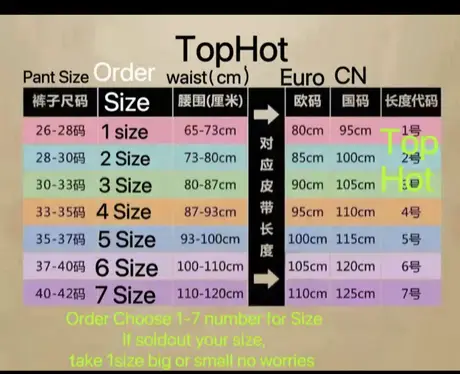 TopHot
Pant Size Order waist(cm) Euro CN
裤子尺码 Size 腰围(厘米) 欧码 国码 长度代码
26-28码 1 size 65-73cm 80cm 95cm 1号
28-30码 2 Size 73-80cm 85cm 100cm 2号
30-33码 3 Size 80-87cm 90cm 105cm 3号
33-35码 4 Size 87-93cm 95cm 110cm 4号
35-37码 5 Size 93-100cm 100cm 115cm 5号
37-40码 6 Size 100-110cm 105cm 120cm 6号
40-42码 7 Size 110-120cm 110cm 125cm 7号
对应皮带长度
Top
Hot
Order Choose 1-7 number for Size
If soldout your size,
take 1size big or small no worries